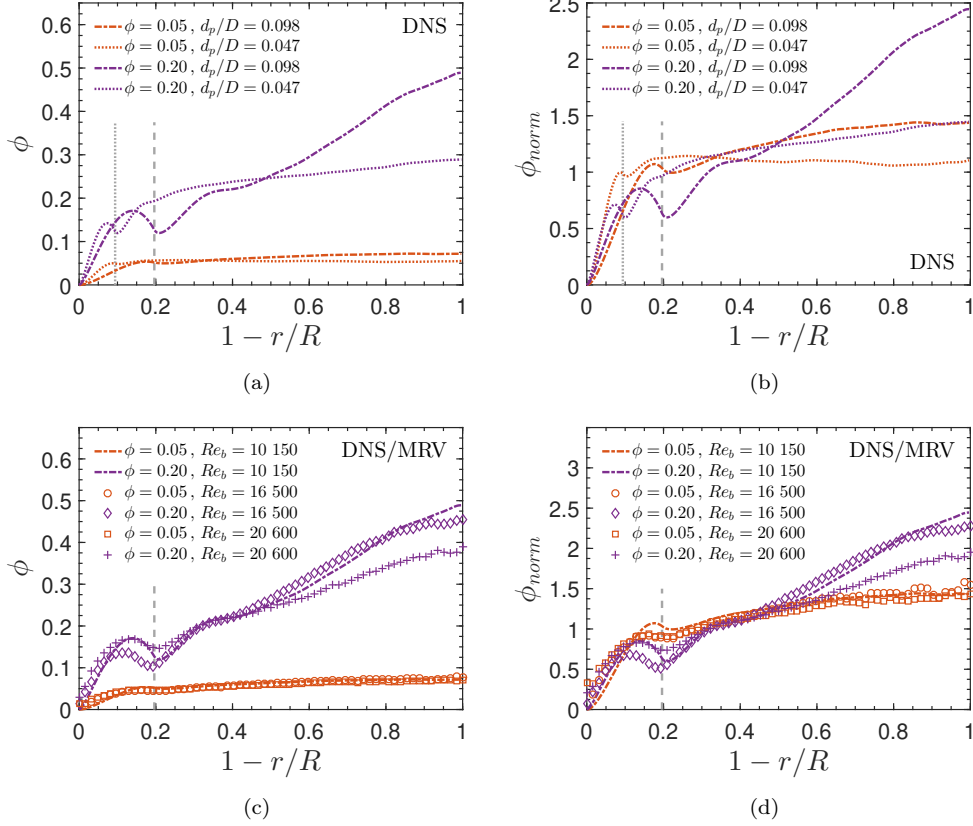 φ = 0.05 , d_p/D = 0.098
φ = 0.05 , d_p/D = 0.047
φ = 0.20 , d_p/D = 0.098
φ = 0.20 , d_p/D = 0.047
DNS
0.6
0.5
0.4
0.3
0.2
0.1
0
φ
0 0.2 0.4 0.6 0.8 1
1 − r/R
(a)
φ = 0.05 , d_p/D = 0.098
φ = 0.05 , d_p/D = 0.047
φ = 0.20 , d_p/D = 0.098
φ = 0.20 , d_p/D = 0.047
DNS
2.5
2
1.5
1
0.5
0
φ_norm
0 0.2 0.4 0.6 0.8 1
1 − r/R
(b)
φ = 0.05 , Re_b = 10 150
φ = 0.20 , Re_b = 10 150
φ = 0.05 , Re_b = 16 500
φ = 0.20 , Re_b = 16 500
φ = 0.05 , Re_b = 20 600
φ = 0.20 , Re_b = 20 600
DNS/MRV
0.6
0.5
0.4
0.3
0.2
0.1
0
φ
0 0.2 0.4 0.6 0.8 1
1 − r/R
(c)
φ = 0.05 , Re_b = 10 150
φ = 0.20 , Re_b = 10 150
φ = 0.05 , Re_b = 16 500
φ = 0.20 , Re_b = 16 500
φ = 0.05 , Re_b = 20 600
φ = 0.20 , Re_b = 20 600
DNS/MRV
3
2.5
2
1.5
1
0.5
0
φ_norm
0 0.2 0.4 0.6 0.8 1
1 − r/R
(d)